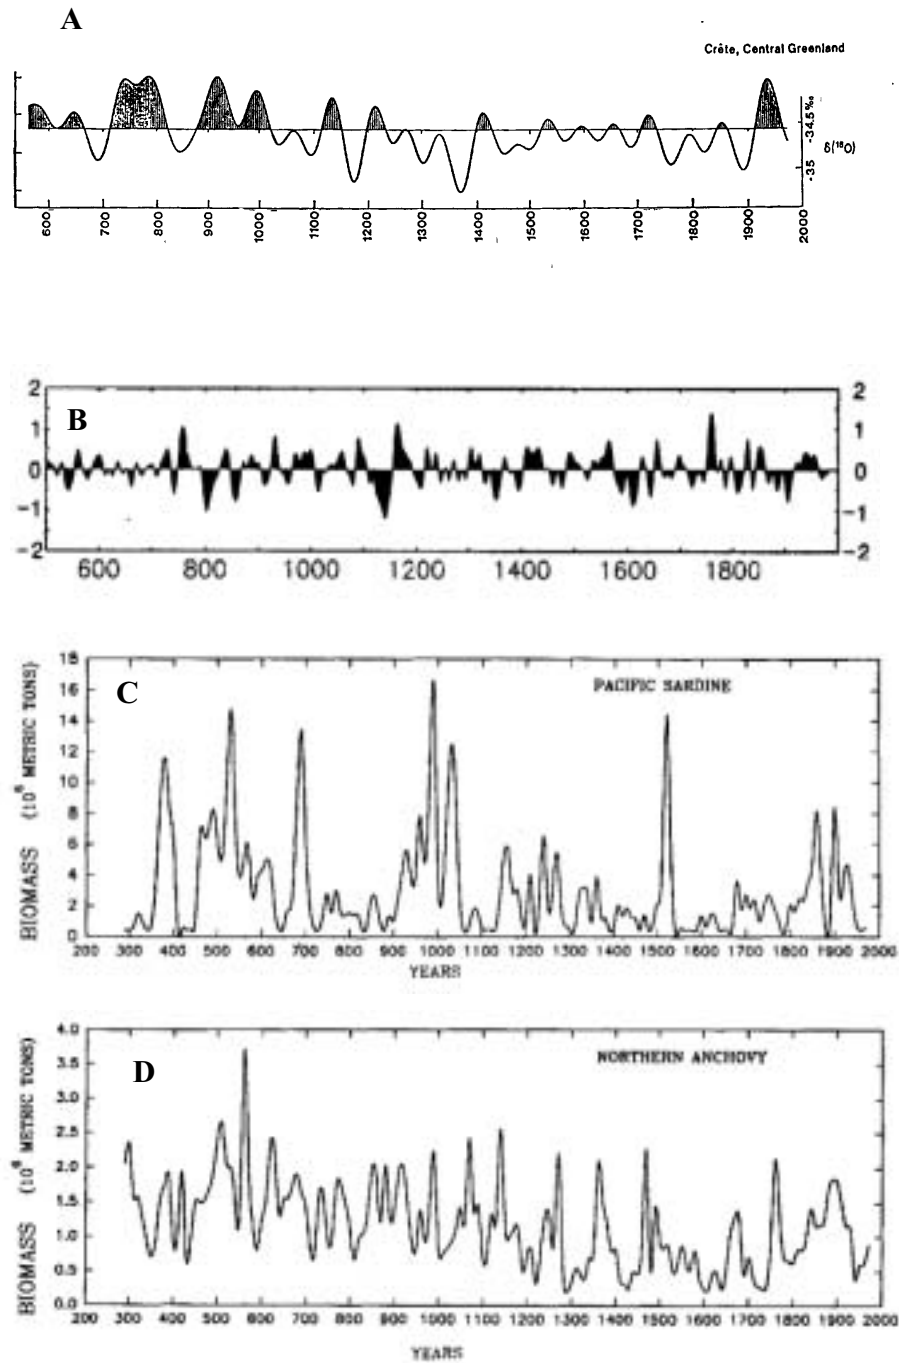 A
Crête, Central Greenland
-34.5 ‰
-35
δ(¹⁸O)
600 700 800 900 1000 1100 1200 1300 1400 1500 1600 1700 1800 1900 2000
B
2 2
1 1
0 0
-1 -1
-2 -2
600 800 1000 1200 1400 1600 1800
C
PACIFIC SARDINE
BIOMASS (10⁶ METRIC TONS)
18
16
14
12
10
8
6
4
2
0
200 300 400 500 600 700 800 900 1000 1100 1200 1300 1400 1500 1600 1700 1800 1900 2000
YEARS
D
NORTHERN ANCHOVY
BIOMASS (10⁶ METRIC TONS)
4.0
3.5
3.0
2.5
2.0
1.5
1.0
0.5
0.0
200 300 400 500 600 700 800 900 1000 1100 1200 1300 1400 1500 1600 1700 1800 1900 2000
YEARS